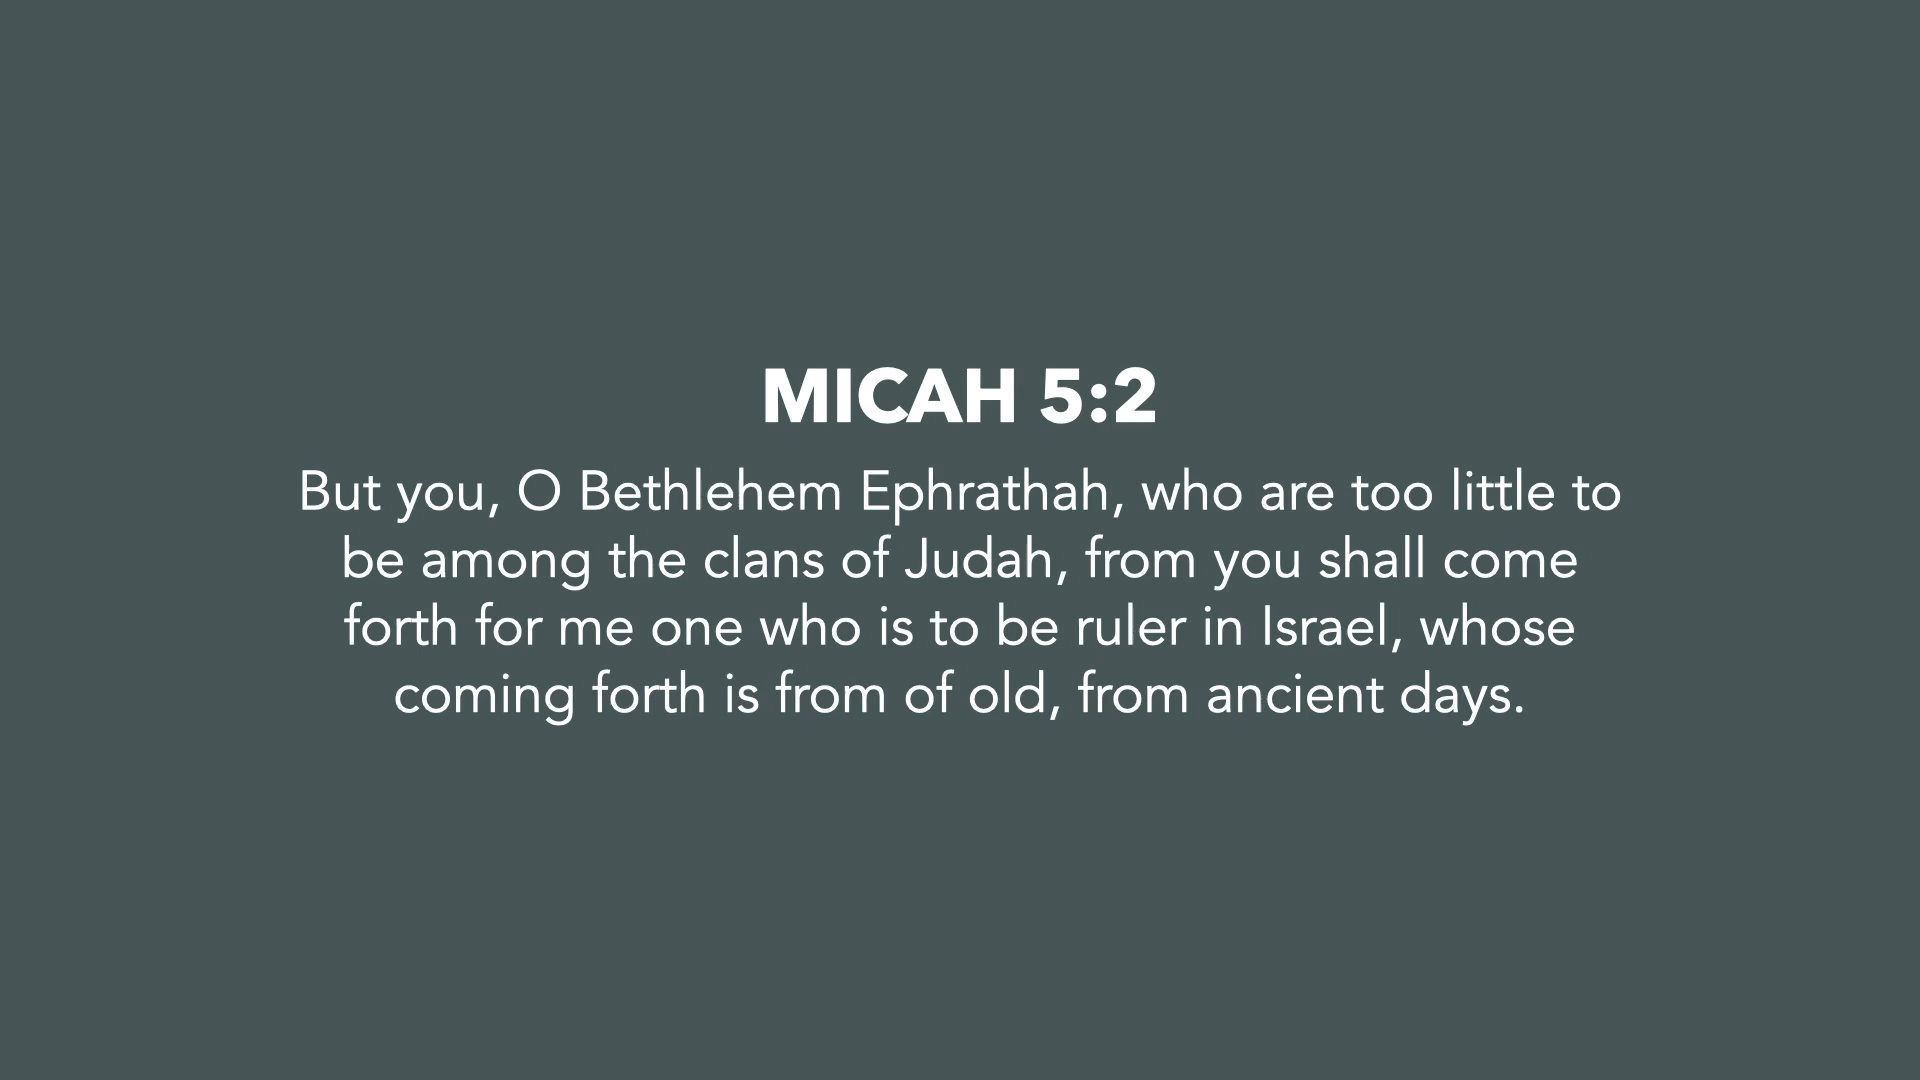 MICAH 5:2
But you, O Bethlehem Ephrathah, who are too little to
be among the clans of Judah, from you shall come
forth for me one who is to be ruler in Israel, whose
coming forth is from of old, from ancient days.